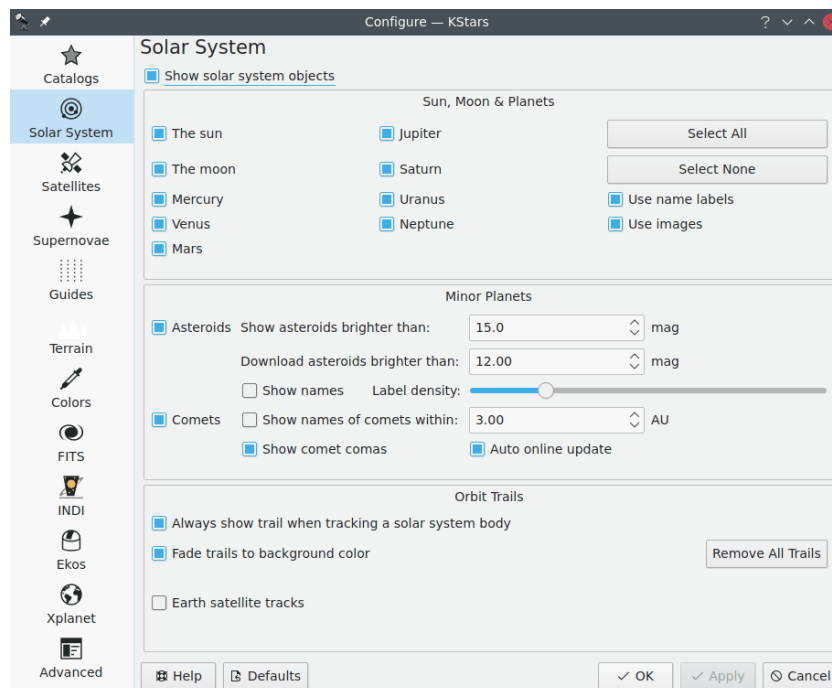 Configure — KStars
Catalogs
Solar System
Satellites
Supernovae
Guides
Terrain
Colors
FITS
INDI
Ekos
Xplanet
Advanced
Solar System
Show solar system objects
Sun, Moon & Planets
The sun
Jupiter
Select All
The moon
Saturn
Select None
Mercury
Uranus
Use name labels
Venus
Neptune
Use images
Mars
Minor Planets
Asteroids Show asteroids brighter than: 15.0 mag
Download asteroids brighter than: 12.00 mag
Show names Label density:
Comets Show names of comets within: 3.00 AU
Show comet comas Auto online update
Orbit Trails
Always show trail when tracking a solar system body
Fade trails to background color Remove All Trails
Earth satellite tracks
Help Defaults OK Apply Cancel